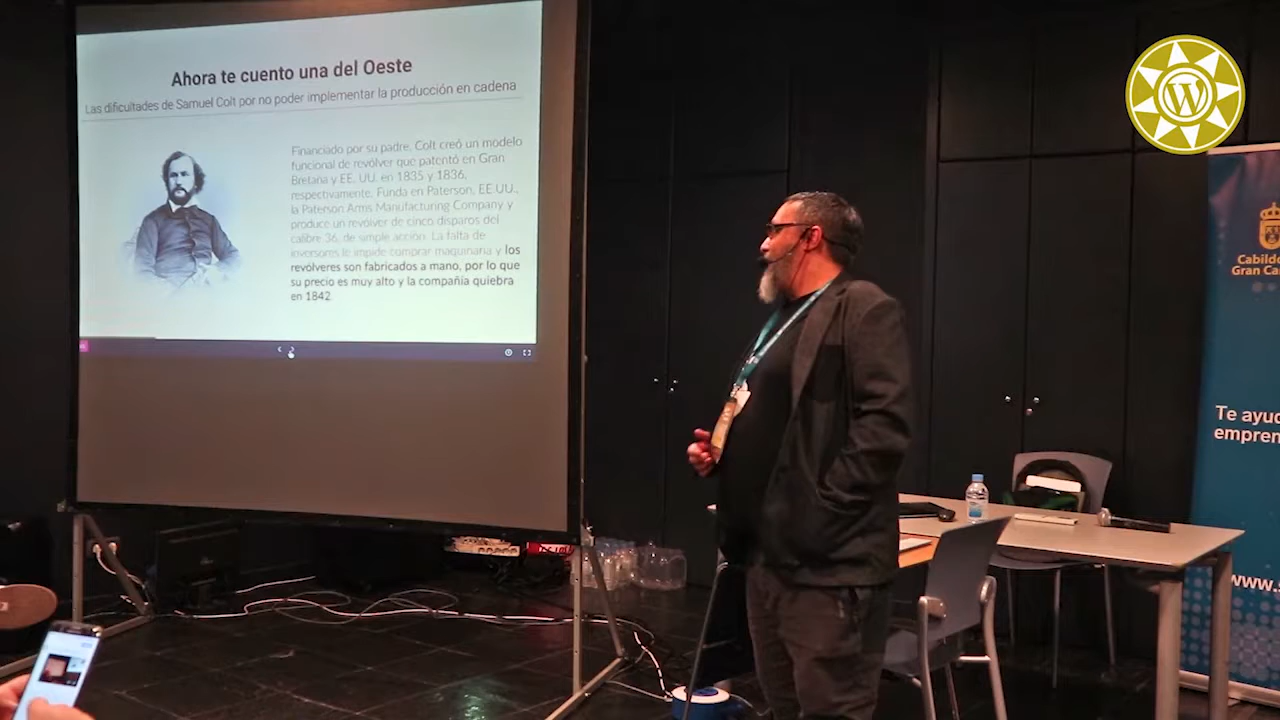 Ahora te cuento una del Oeste
Las dificultades de Samuel Colt por no poder implementar la producción en cadena
Financiado por su padre, Colt creó un modelo
funcional de revólver que patentó en Gran
Bretaña y EE. UU. en 1835 y 1836,
respectivamente. Funda en Paterson, EE UU.,
la Paterson Arms Manufacturing Company y
produce un revólver de cinco disparos del
calibre 36, de simple acción. La falta de
inversores le impide comprar maquinaria y los
revólveres son fabricados a mano, por lo que
su precio es muy alto y la compañía quiebra
en 1842.
W
Cabildo
Gran Ca
Te ayud
empren
www.